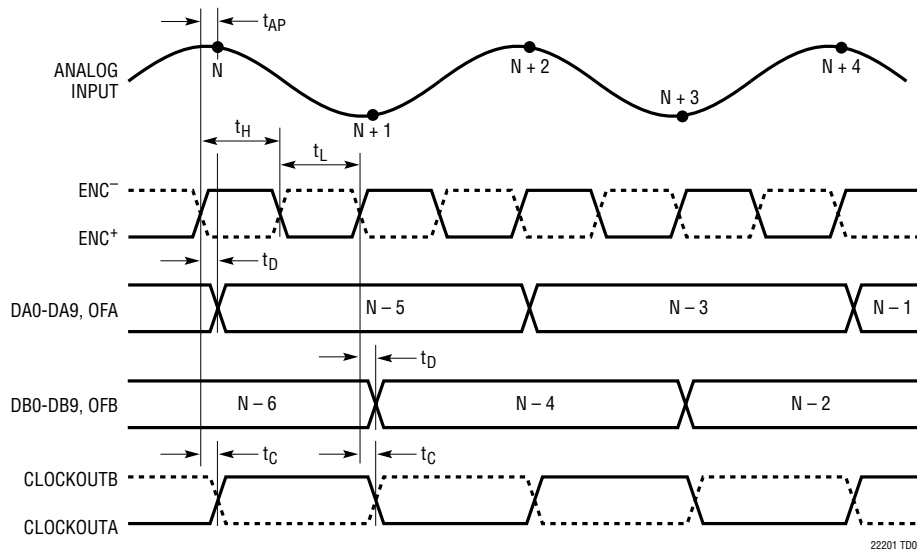 tAP
ANALOG
INPUT
N
N + 1
N + 2
N + 3
N + 4
tH
tL
ENC–
ENC+
tD
DA0-DA9, OFA
N – 5
N – 3
N – 1
tD
DB0-DB9, OFB
N – 6
N – 4
N – 2
tC
tC
CLOCKOUTB
CLOCKOUTA
22201 TD0